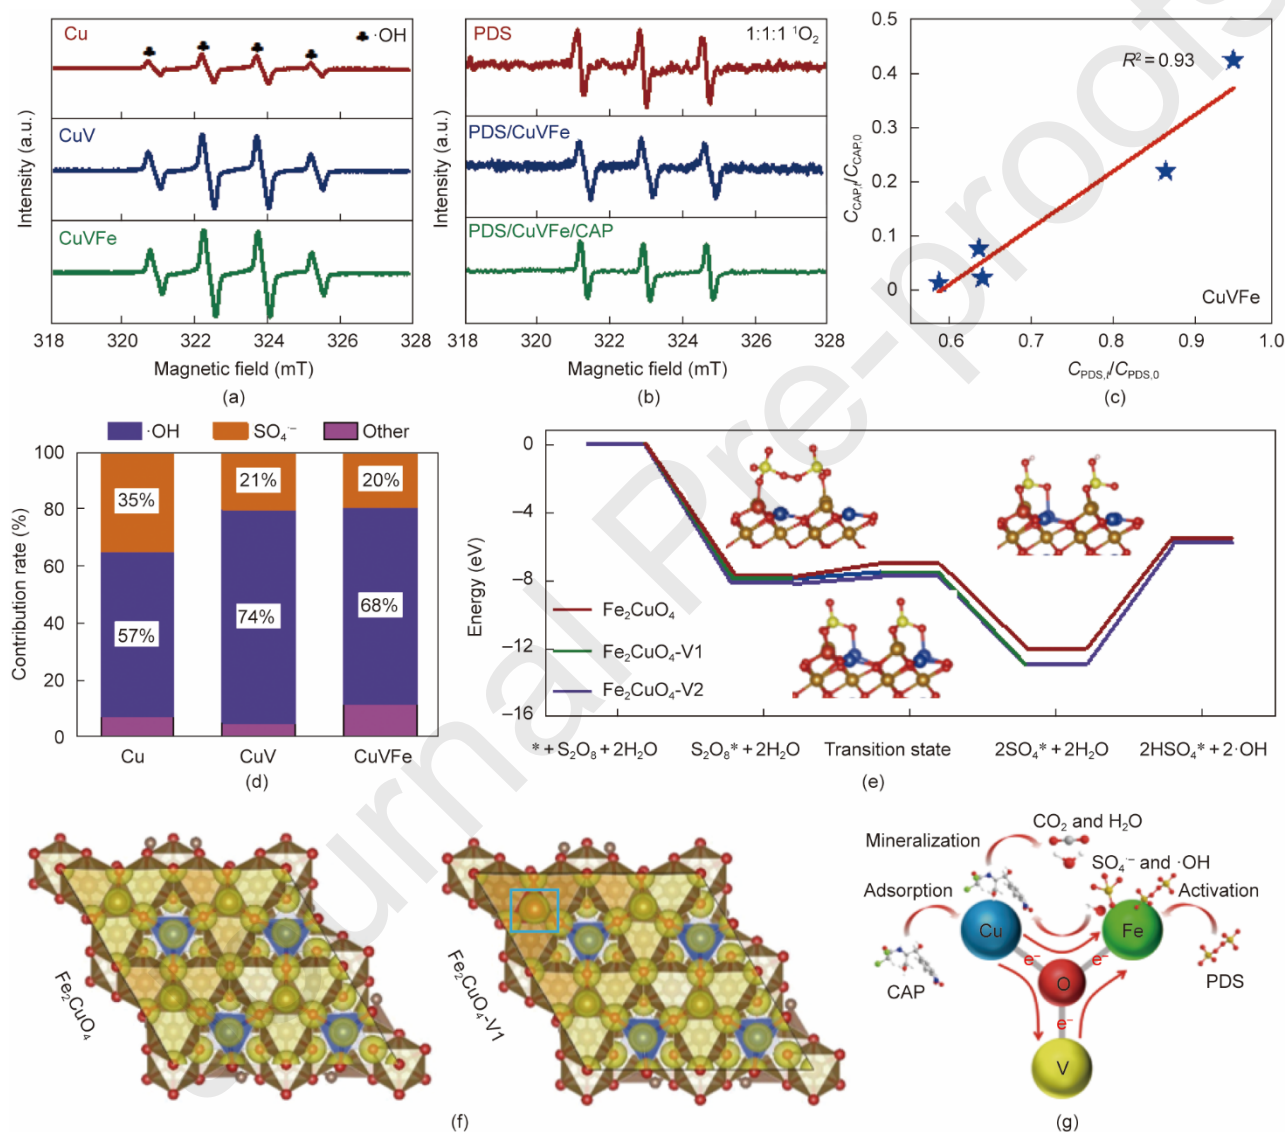 Cu
♣ ·OH
CuV
CuVFe
Intensity (a.u.)
318 320 322 324 326 328
Magnetic field (mT)
(a)
PDS
1:1:1 ¹O₂
PDS/CuVFe
PDS/CuVFe/CAP
Intensity (a.u.)
318 320 322 324 326 328
Magnetic field (mT)
(b)
0.5
0.4
0.3
0.2
0.1
0
R² = 0.93
CuVFe
C_CAP,t/C_CAP,0
0.6 0.7 0.8 0.9 1.0
C_PDS,t/C_PDS,0
(c)
·OH SO₄·⁻ Other
100
80
60
40
20
0
Contribution rate (%)
35% 21% 20%
57% 74% 68%
Cu CuV CuVFe
(d)
0
−4
−8
−12
−16
Energy (eV)
Fe₂CuO₄
Fe₂CuO₄-V1
Fe₂CuO₄-V2
* + S₂O₈ + 2H₂O S₂O₈* + 2H₂O Transition state 2SO₄* + 2H₂O 2HSO₄* + 2·OH
(e)
Fe₂CuO₄
Fe₂CuO₄-V1
(f)
CO₂ and H₂O
Mineralization
SO₄·⁻ and ·OH
Adsorption
Activation
Cu
Fe
e⁻ e⁻
O
CAP
PDS
e⁻
V
(g)
Journal Pre-proofs